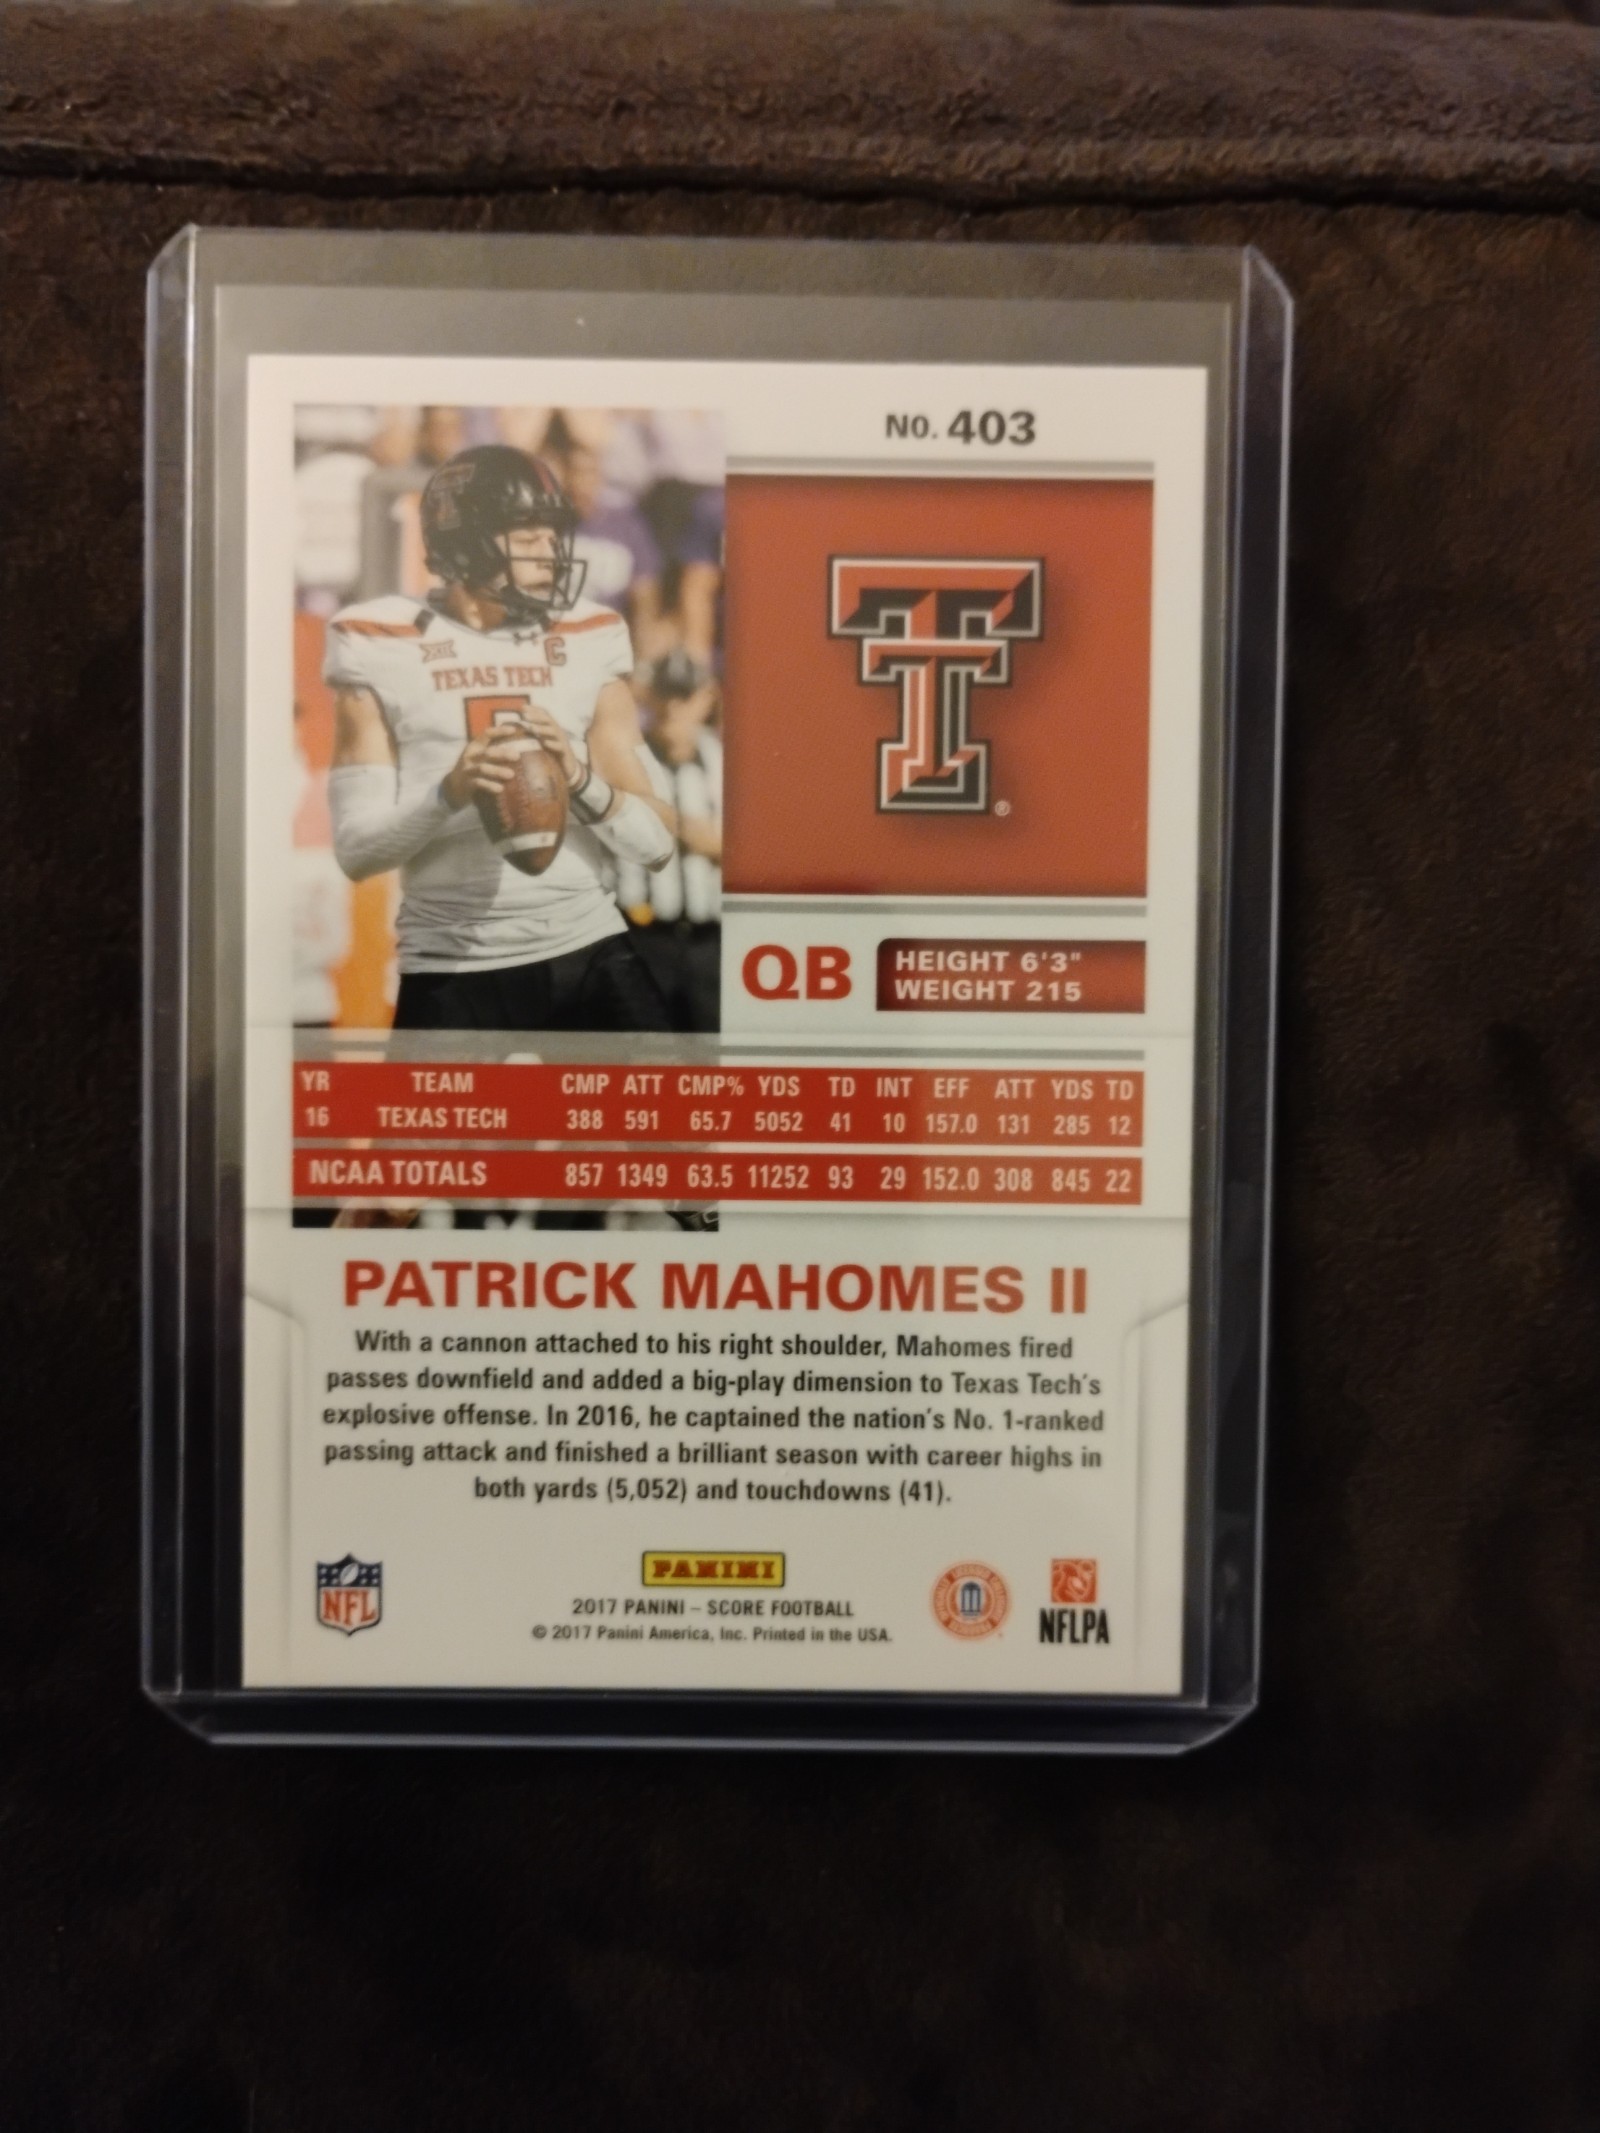 NO. 403
TEXAS TECH
C
5
®
QB
HEIGHT 6'3"
WEIGHT 215
YR TEAM CMP ATT CMP% YDS TD INT EFF ATT YDS TD
16 TEXAS TECH 388 591 65.7 5052 41 10 157.0 131 285 12
NCAA TOTALS 857 1349 63.5 11252 93 29 152.0 308 845 22
PATRICK MAHOMES II
With a cannon attached to his right shoulder, Mahomes fired
passes downfield and added a big-play dimension to Texas Tech's
explosive offense. In 2016, he captained the nation's No. 1-ranked
passing attack and finished a brilliant season with career highs in
both yards (5,052) and touchdowns (41).
NFL
PANINI
2017 PANINI – SCORE FOOTBALL
© 2017 Panini America, Inc. Printed in the USA.
NFLPA